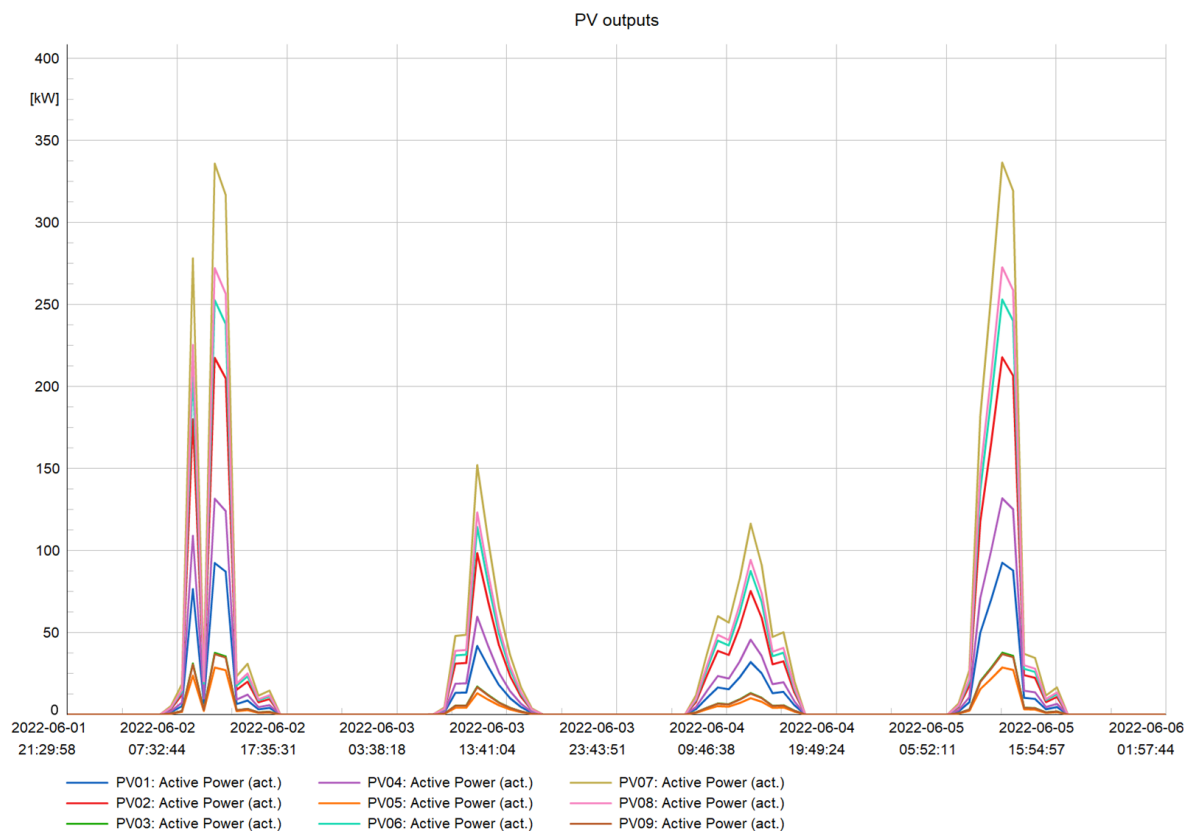 PV outputs
400
[kW]
350
300
250
200
150
100
50
0
2022-06-01 2022-06-02 2022-06-02 2022-06-03 2022-06-03 2022-06-03 2022-06-04 2022-06-04 2022-06-05 2022-06-05 2022-06-06
21:29:58 07:32:44 17:35:31 03:38:18 13:41:04 23:43:51 09:46:38 19:49:24 05:52:11 15:54:57 01:57:44
PV01: Active Power (act.) PV04: Active Power (act.) PV07: Active Power (act.)
PV02: Active Power (act.) PV05: Active Power (act.) PV08: Active Power (act.)
PV03: Active Power (act.) PV06: Active Power (act.) PV09: Active Power (act.)